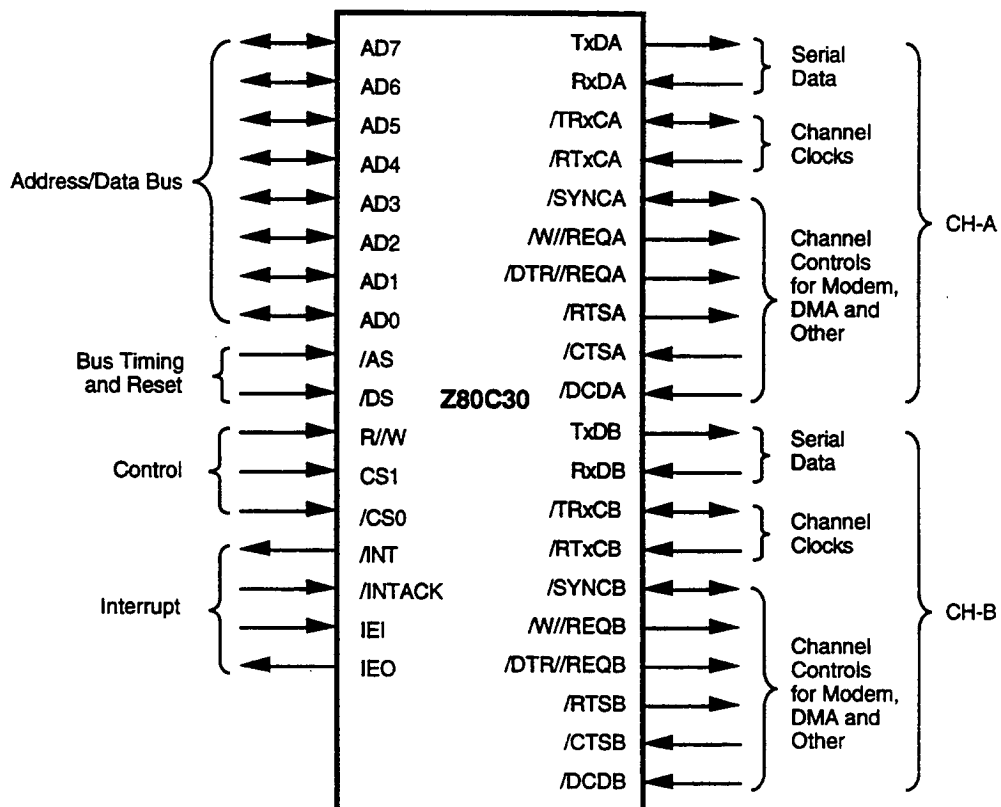 Address/Data Bus
Bus Timing
and Reset
Control
Interrupt
AD7
AD6
AD5
AD4
AD3
AD2
AD1
AD0
/AS
/DS
R//W
CS1
/CS0
/INT
/INTACK
IEI
IEO
Z80C30
TxDA
RxDA
/TRxCA
/RTxCA
/SYNCA
/W//REQA
/DTR//REQA
/RTSA
/CTSA
/DCDA
TxDB
RxDB
/TRxCB
/RTxCB
/SYNCB
/W//REQB
/DTR//REQB
/RTSB
/CTSB
/DCDB
Serial
Data
Channel
Clocks
Channel
Controls
for Modem,
DMA and
Other
CH-A
Serial
Data
Channel
Clocks
Channel
Controls
for Modem,
DMA and
Other
CH-B